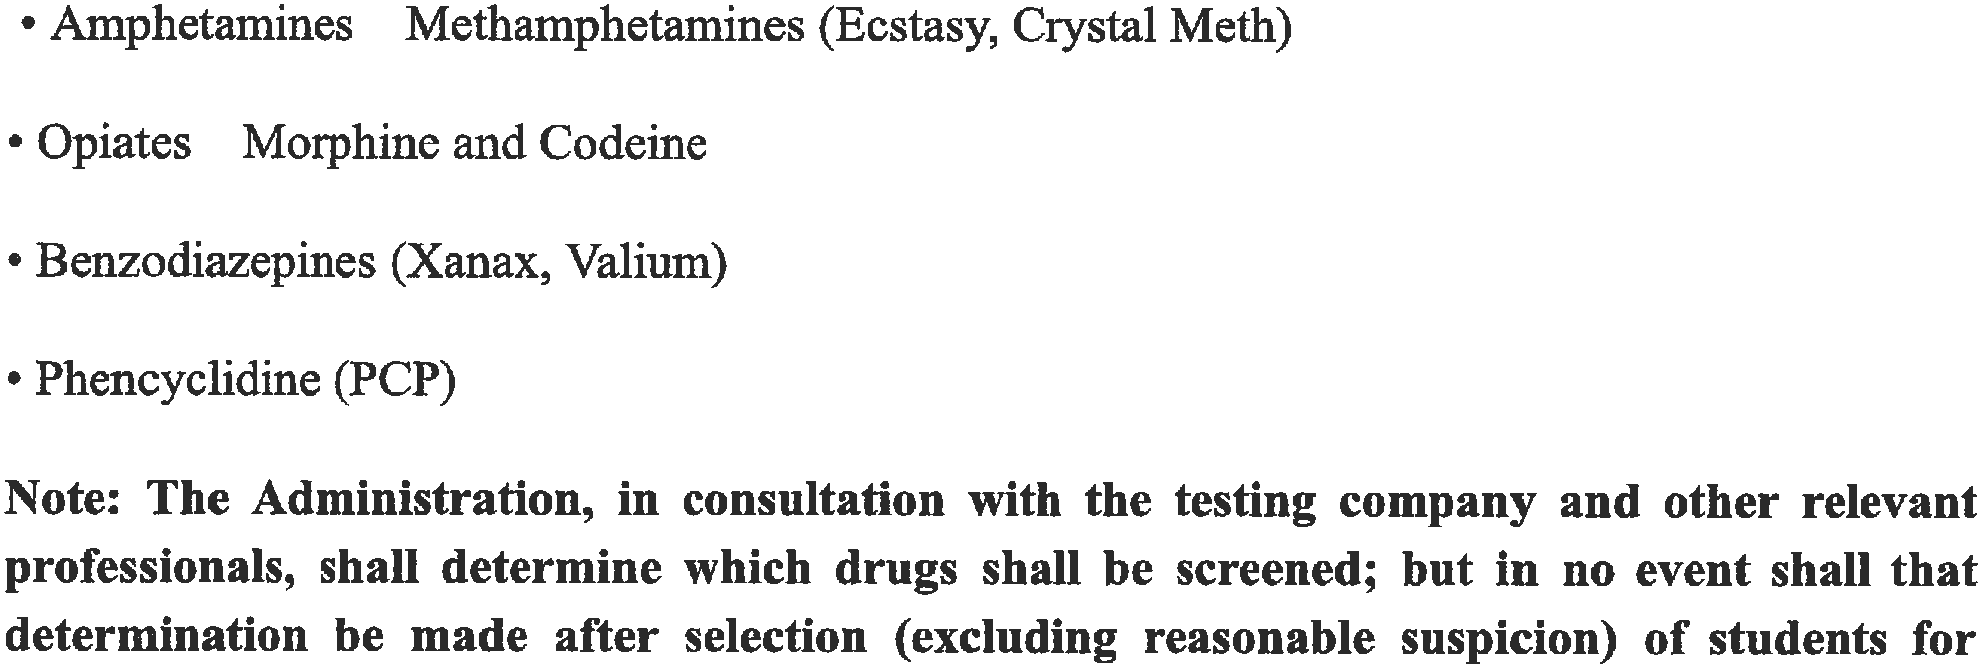 • Amphetamines Methamphetamines (Ecstasy, Crystal Meth)
• Opiates Morphine and Codeine
• Benzodiazepines (Xanax, Valium)
• Phencyclidine (PCP)
Note: The Administration, in consultation with the testing company and other relevant
professionals, shall determine which drugs shall be screened; but in no event shall that
determination be made after selection (excluding reasonable suspicion) of students for